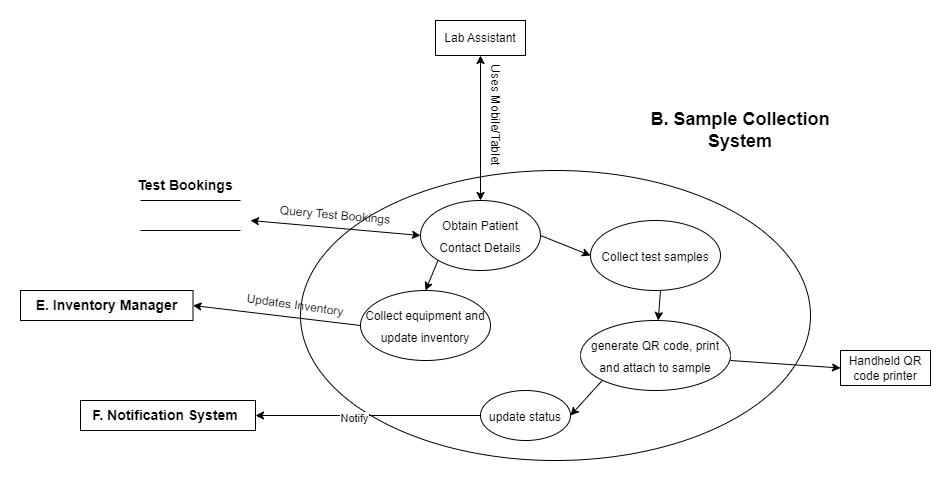 Lab Assistant
Uses Mobile/Tablet
B. Sample Collection
System
Test Bookings
Query Test Bookings
Obtain Patient
Contact Details
Collect test samples
E. Inventory Manager
Updates Inventory
Collect equipment and
update inventory
generate QR code, print
and attach to sample
Handheld QR
code printer
F. Notification System
Notify
update status